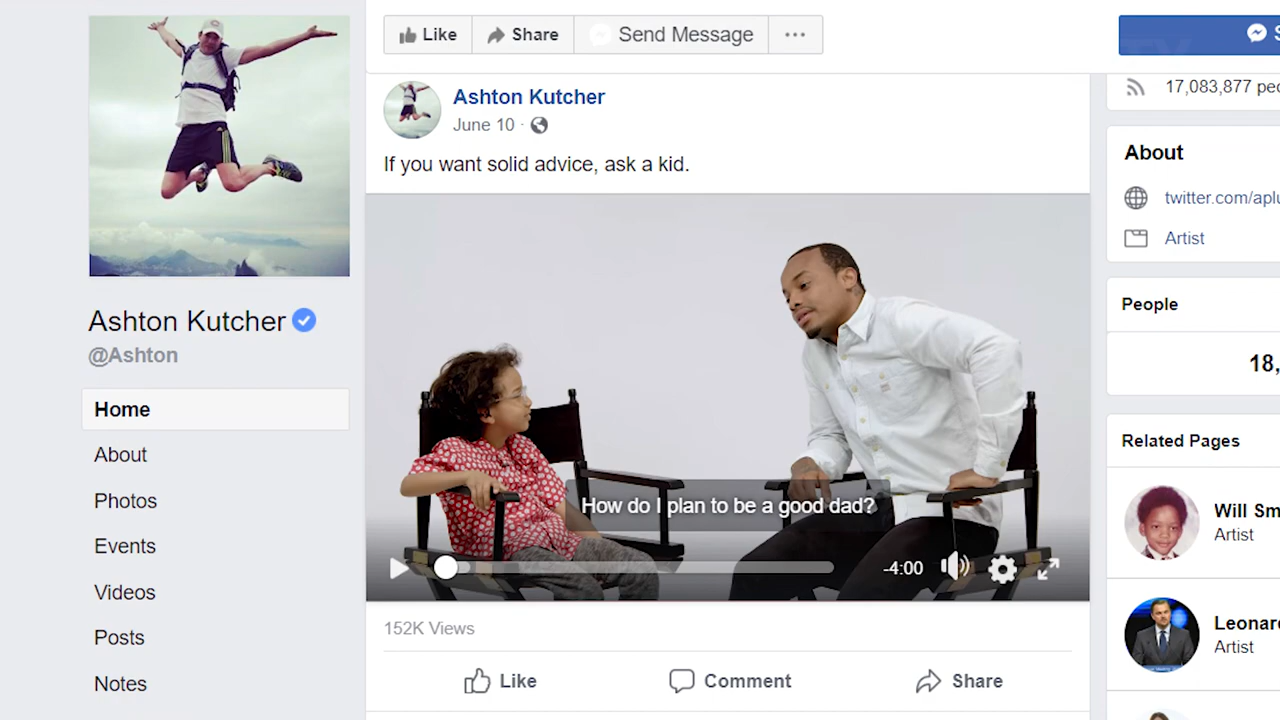 Like
Share
Send Message
Ashton Kutcher
June 10 ·
If you want solid advice, ask a kid.
How do I plan to be a good dad?
-4:00
152K Views
Like
Comment
Share
Ashton Kutcher
@Ashton
Home
About
Photos
Events
Videos
Posts
Notes
17,083,877
About
twitter.com/aplu
Artist
People
18,
Related Pages
Will Sm
Artist
Leonar
Artist